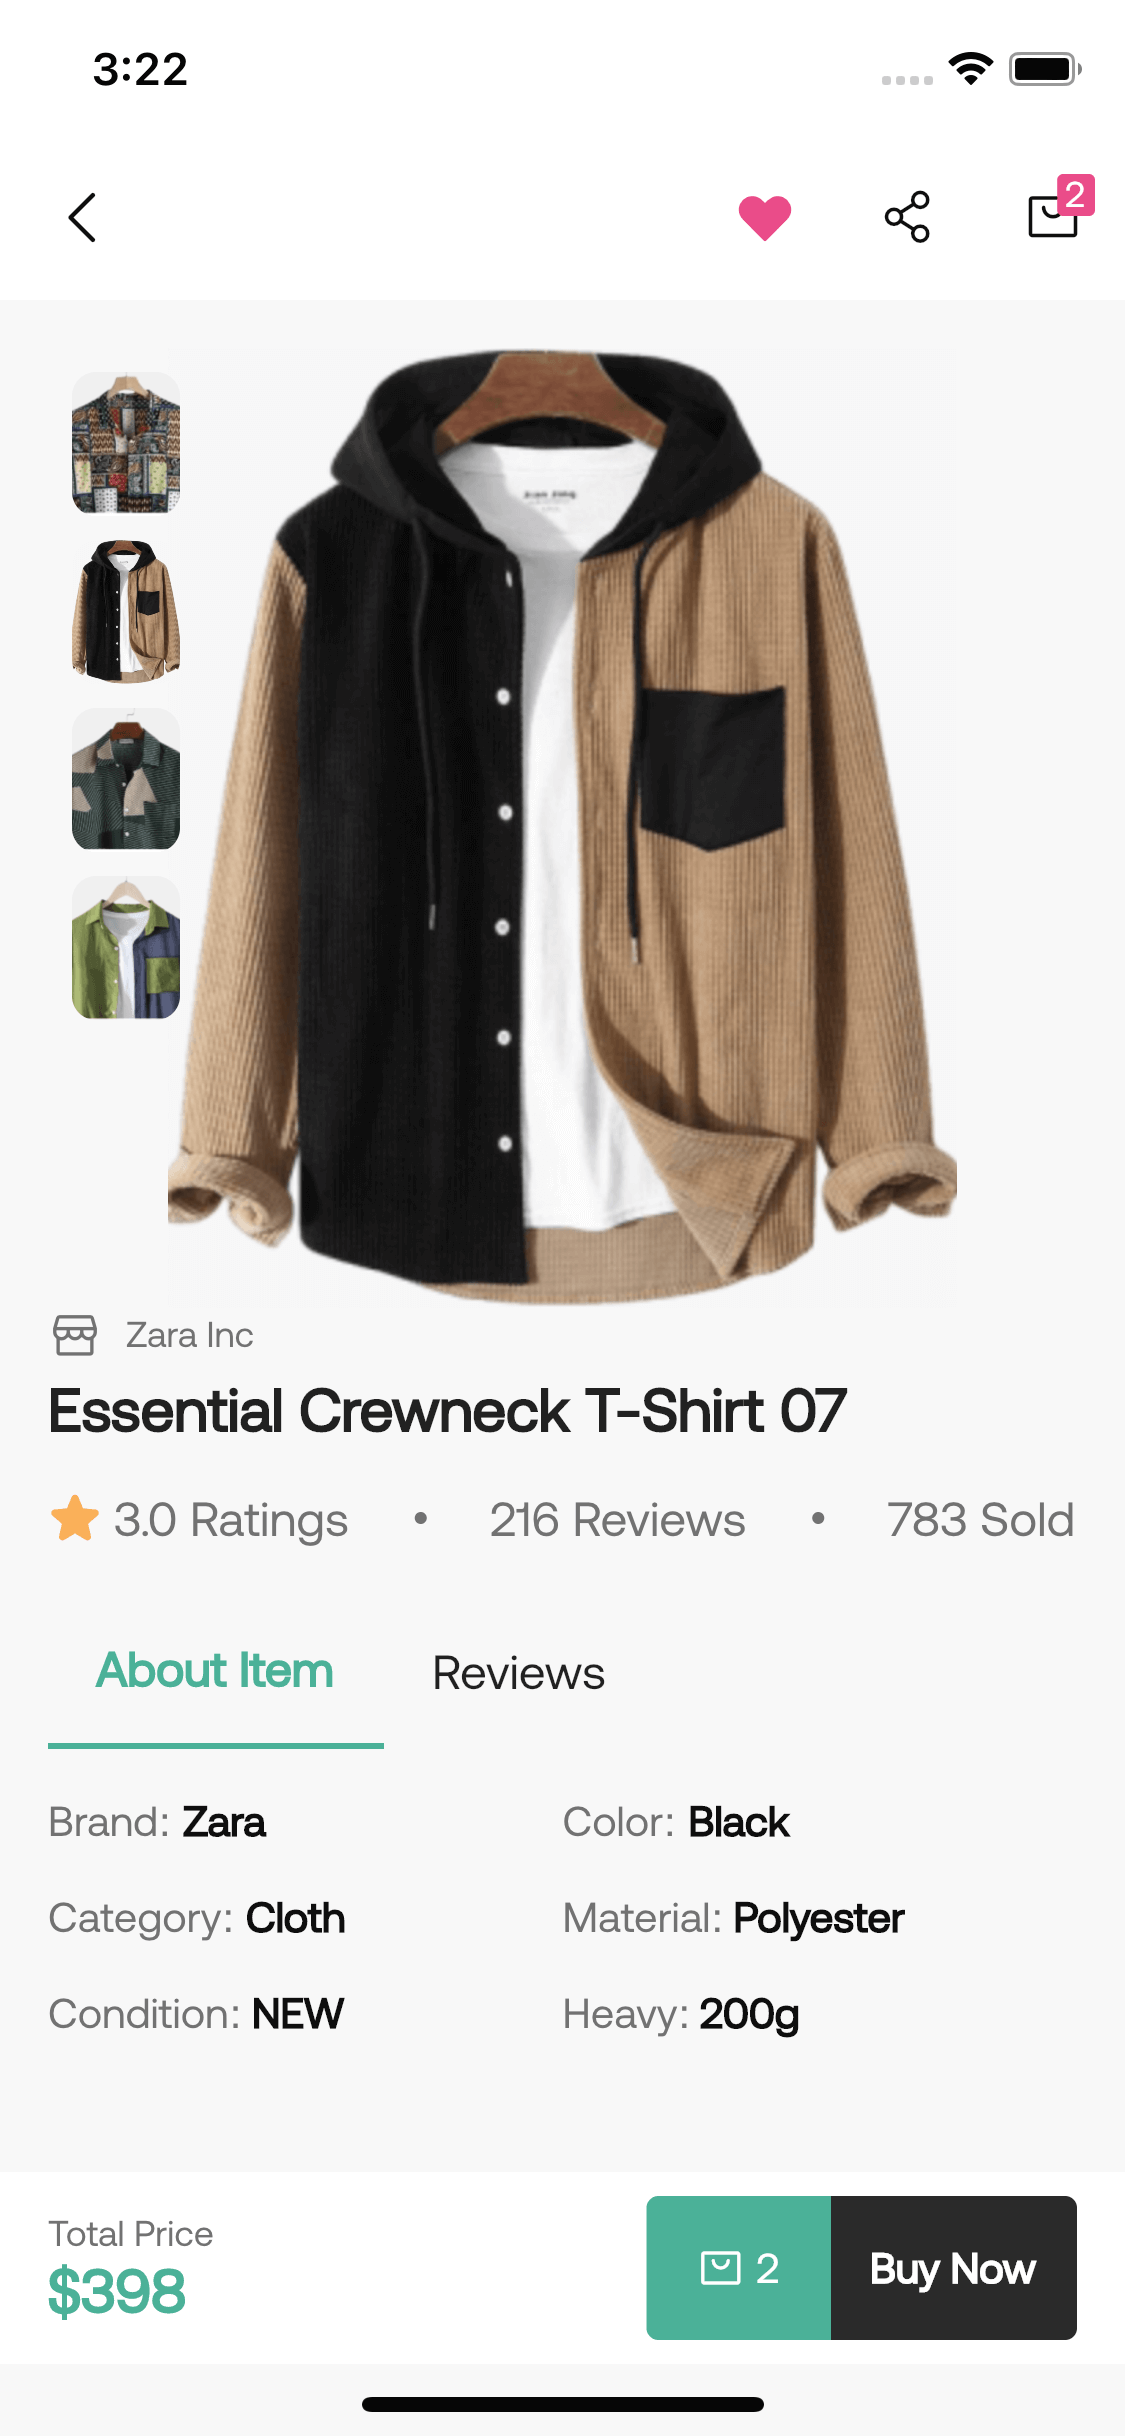 3:22
2
Zara Inc
Essential Crewneck T-Shirt 07
3.0 Ratings • 216 Reviews • 783 Sold
About Item Reviews
Brand: Zara Color: Black
Category: Cloth Material: Polyester
Condition: NEW Heavy: 200g
Total Price
$398
2 Buy Now